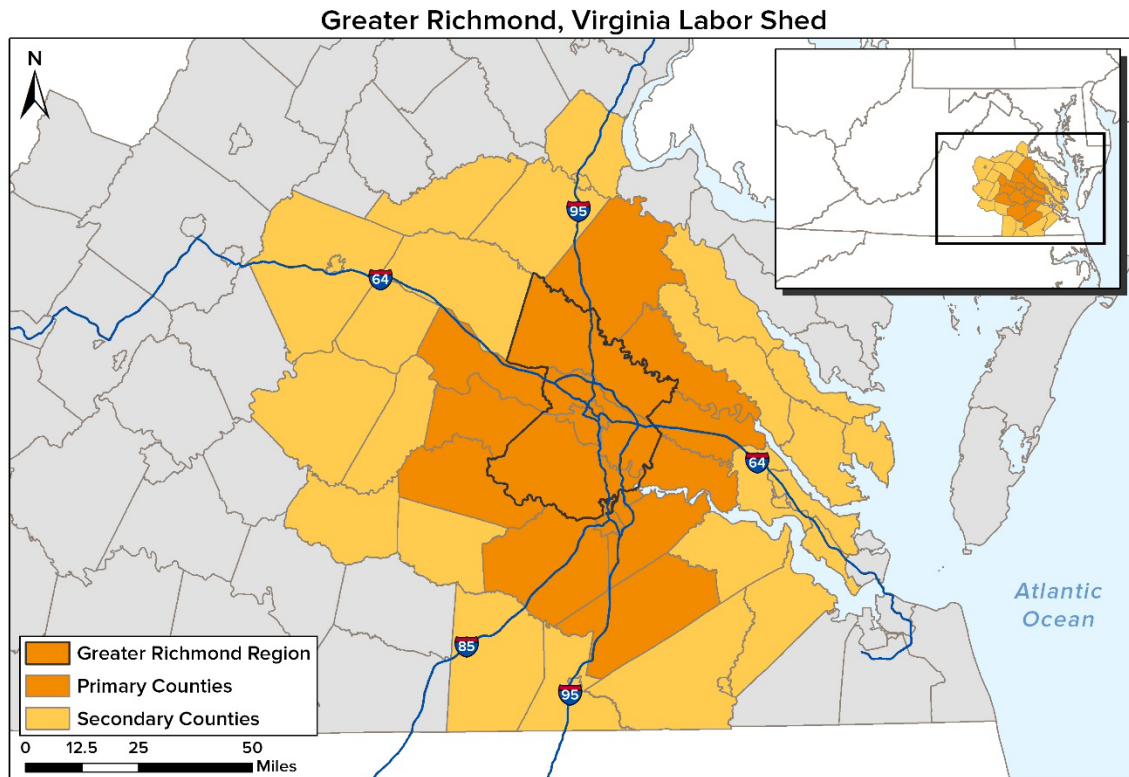 Greater Richmond, Virginia Labor Shed
N
95
64
64
Atlantic
Ocean
85
95
Greater Richmond Region
Primary Counties
Secondary Counties
0 12.5 25 50
Miles